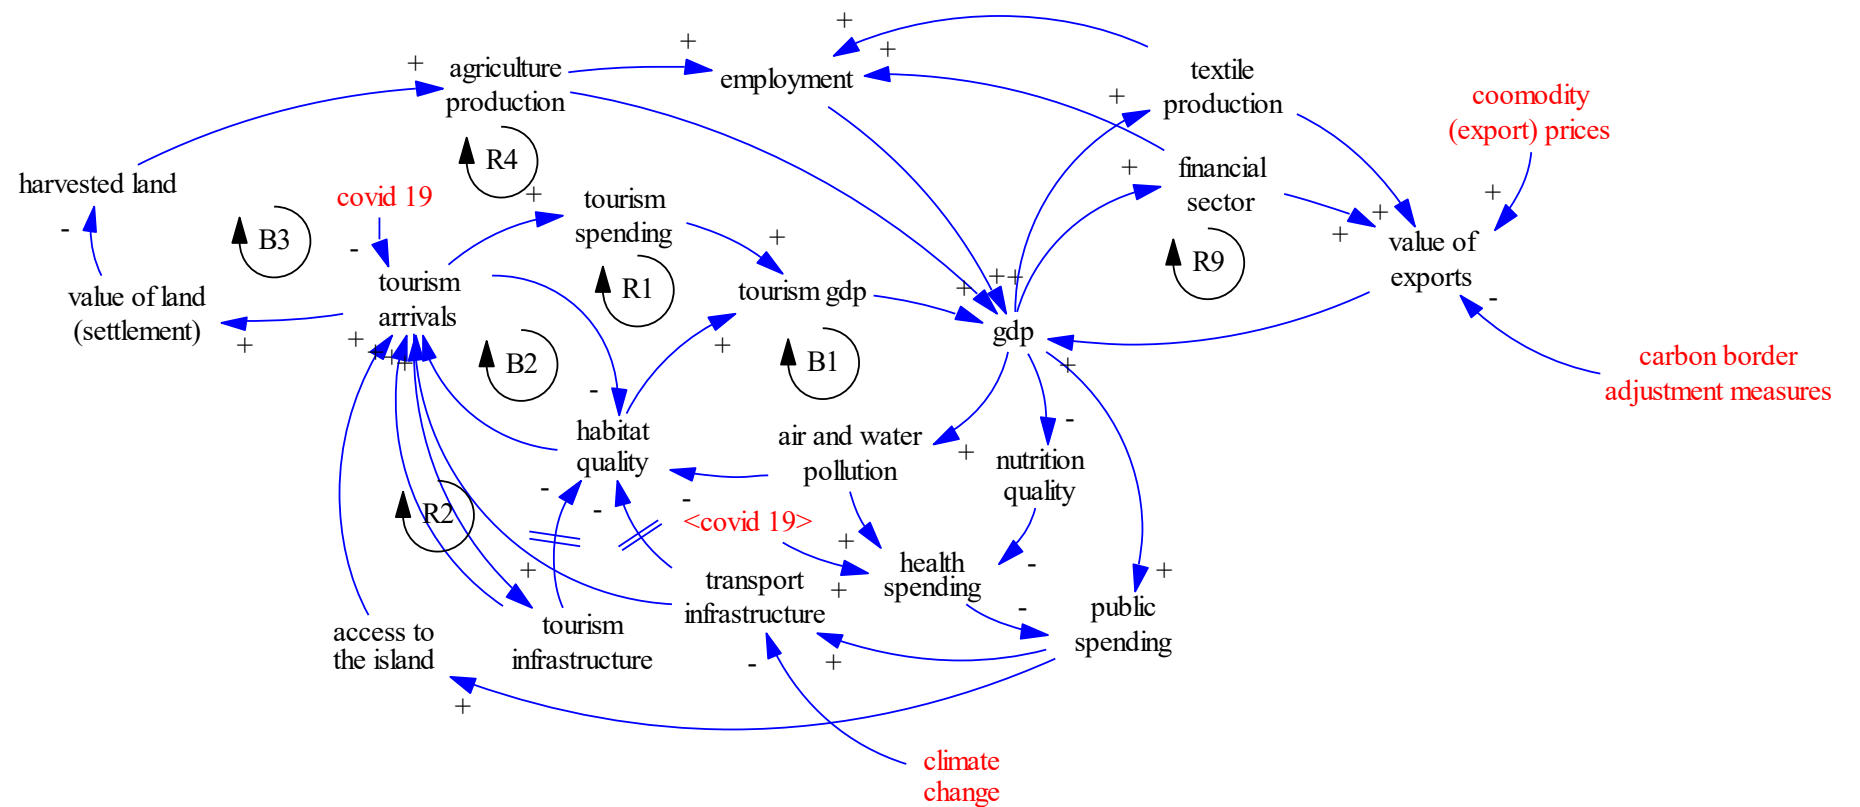 agriculture
production
employment
textile
production
coomodity
(export) prices
R4
harvested land
covid 19
tourism
spending
financial
sector
B3
value of
exports
R9
tourism
arrivals
R1
tourism gdp
value of land
(settlement)
gdp
B2
B1
carbon border
adjustment measures
habitat
quality
air and water
pollution
nutrition
quality
R2
<covid 19>
health
spending
transport
infrastructure
public
spending
access to
the island
tourism
infrastructure
climate
change